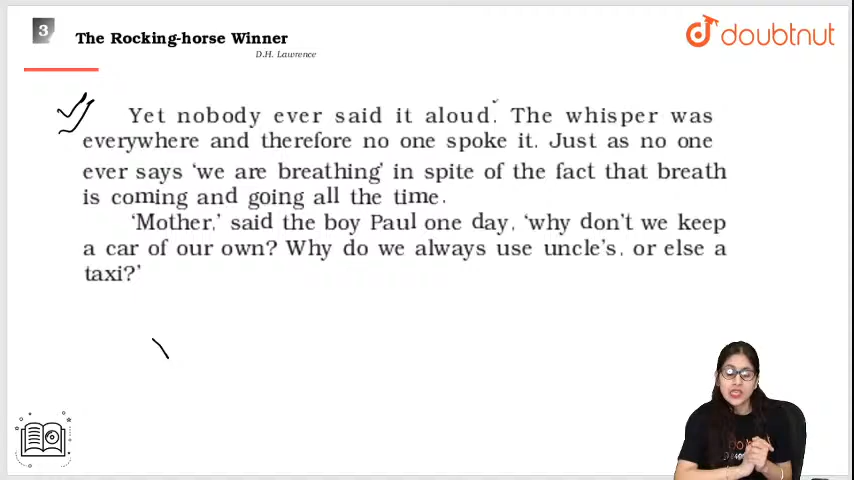 3
The Rocking-horse Winner
D.H. Lawrence
doubtnut
Yet nobody ever said it aloud. The whisper was
everywhere and therefore no one spoke it. Just as no one
ever says ‘we are breathing’ in spite of the fact that breath
is coming and going all the time.
‘Mother,’ said the boy Paul one day, ‘why don’t we keep
a car of our own? Why do we always use uncle’s, or else a
taxi?’